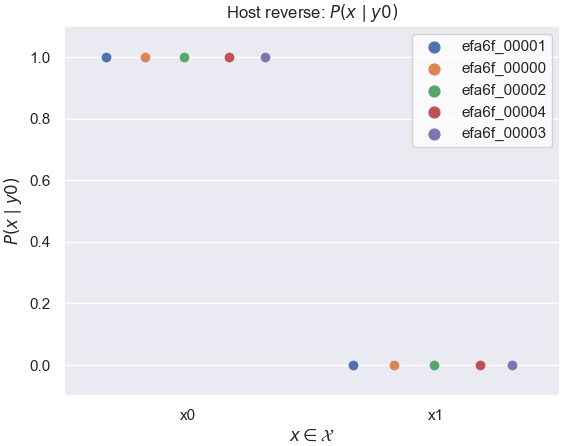 Host reverse: P(x | y0)
efa6f_00001
efa6f_00000
efa6f_00002
efa6f_00004
efa6f_00003
P(x | y0)
1.0
0.8
0.6
0.4
0.2
0.0
x0 x1
x ∈ 𝒳